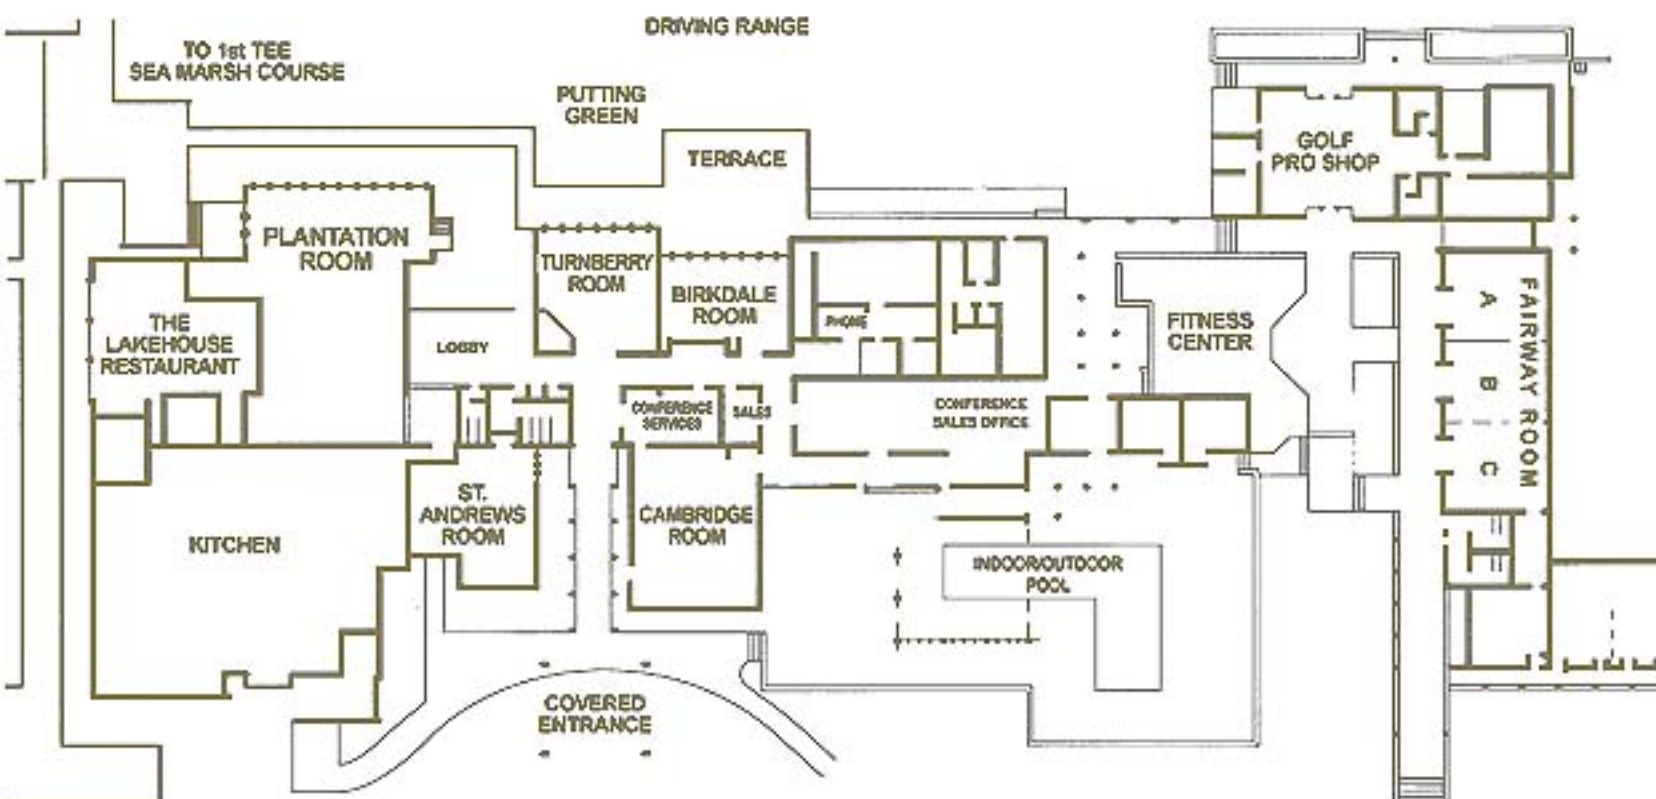 DRIVING RANGE
TO 1st TEE
SEA MARSH COURSE
PUTTING
GREEN
TERRACE
GOLF
PRO SHOP
PLANTATION
ROOM
TURNBERRY
ROOM
BIRKDALE
ROOM
PHONE
FITNESS
CENTER
FAIRWAY ROOM
A
B
C
THE
LAKEHOUSE
RESTAURANT
LOBBY
CONFERENCE
SERVICES
SALES
CONFERENCE
SALES OFFICE
ST.
ANDREWS
ROOM
CAMBRIDGE
ROOM
KITCHEN
INDOOR/OUTDOOR
POOL
COVERED
ENTRANCE